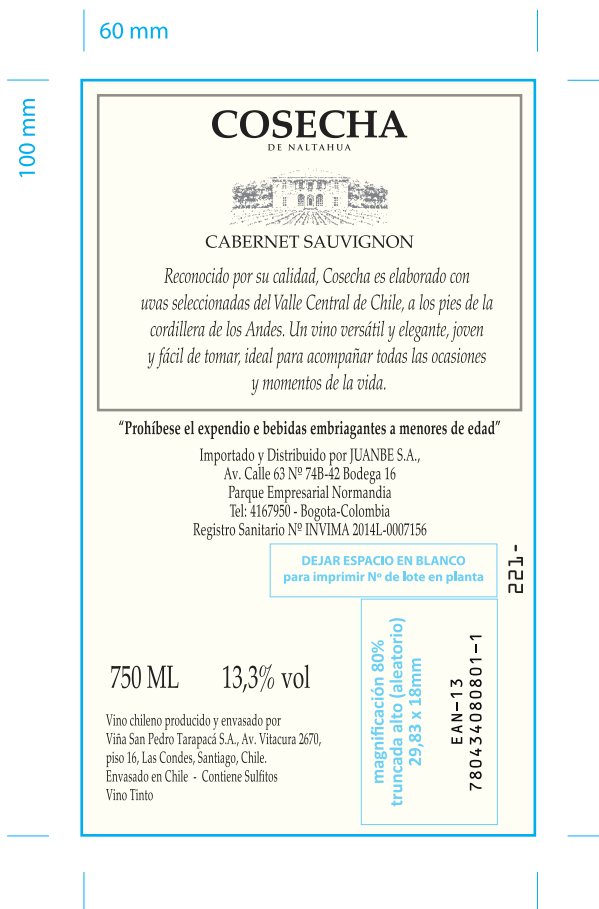 60 mm
100 mm
COSECHA
DE NALTAHUA
CABERNET SAUVIGNON
Reconocido por su calidad, Cosecha es elaborado con
uvas seleccionadas del Valle Central de Chile, a los pies de la
cordillera de los Andes. Un vino versátil y elegante, joven
y fácil de tomar, ideal para acompañar todas las ocasiones
y momentos de la vida.
“Prohíbese el expendio e bebidas embriagantes a menores de edad”
Importado y Distribuido por JUANBE S.A.,
Av. Calle 63 Nº 74B-42 Bodega 16
Parque Empresarial Normandia
Tel: 4167950 - Bogota-Colombia
Registro Sanitario Nº INVIMA 2014L-0007156
DEJAR ESPACIO EN BLANCO
para imprimir Nº de lote en planta
221-
750 ML 13,3% vol
Vino chileno producido y envasado por
Viña San Pedro Tarapacá S.A., Av. Vitacura 2670,
piso 16, Las Condes, Santiago, Chile.
Envasado en Chile - Contiene Sulfitos
Vino Tinto
magnificación 80%
truncada alto (aleatorio)
29,83 x 18mm
EAN-13
780434080801-1